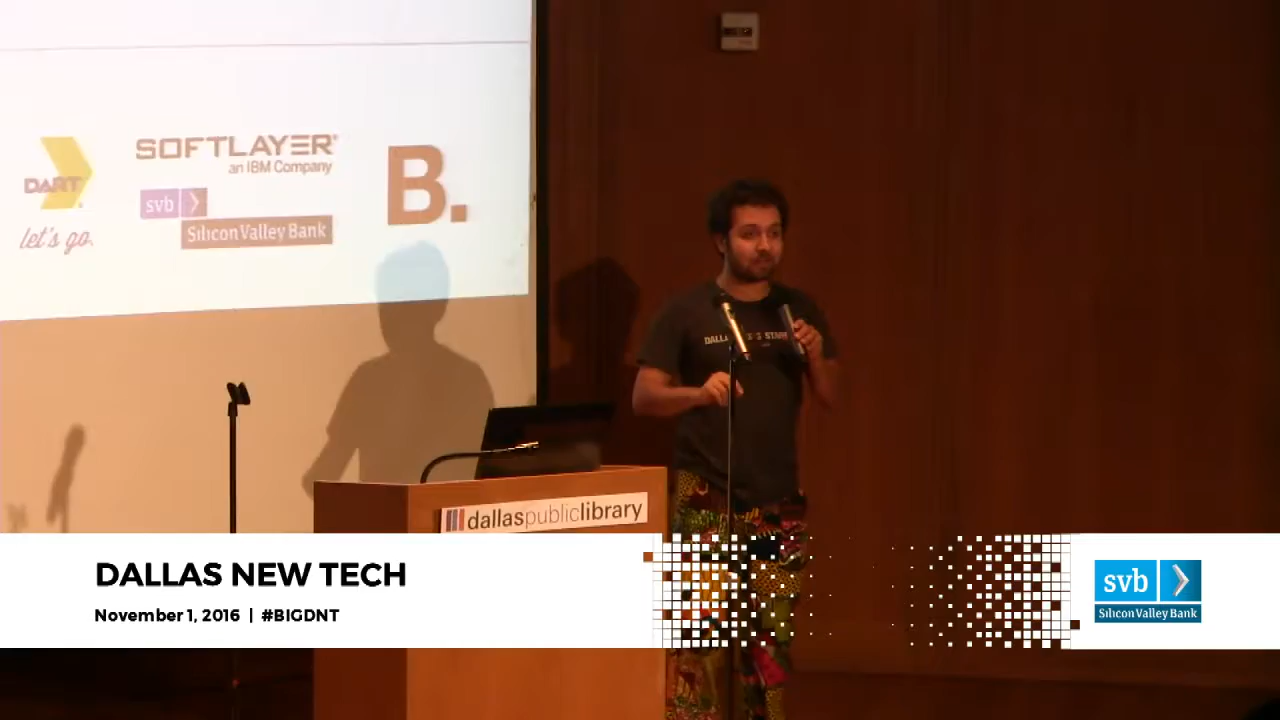 DART
let's go.
SOFTLAYER
an IBM Company
svb
Silicon Valley Bank
B.
dallaspubliclibrary
DALLAS NEW TECH
November 1, 2016 | #BIGDNT
svb
Silicon Valley Bank